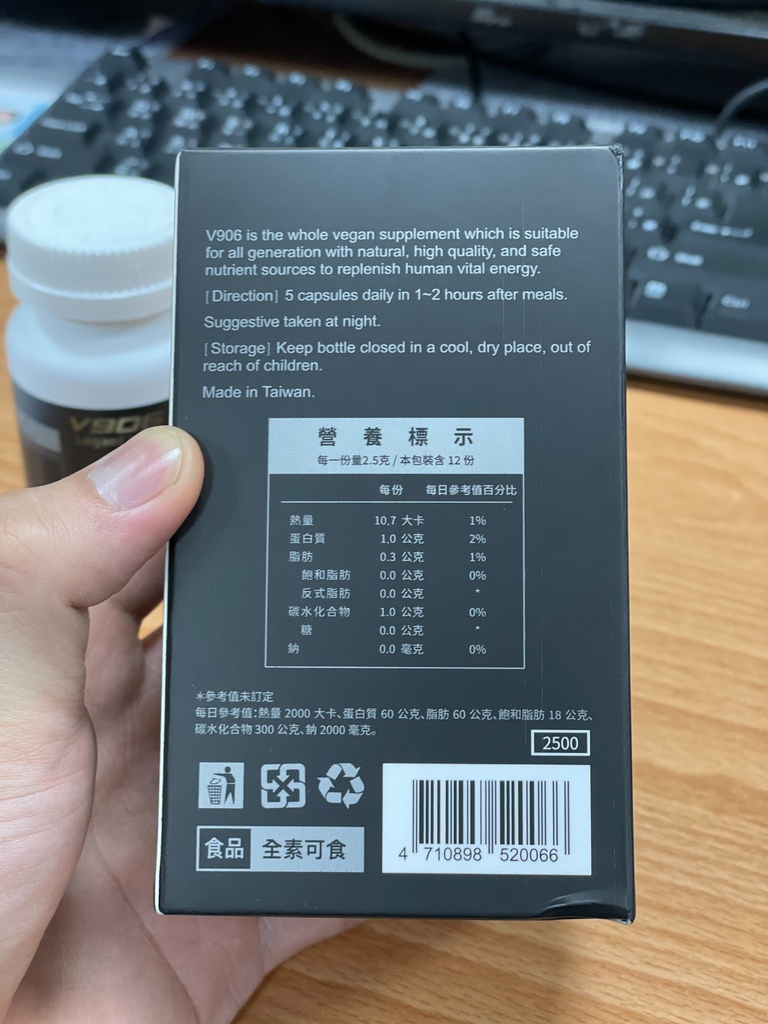 V906 is the whole vegan supplement which is suitable
for all generation with natural, high quality, and safe
nutrient sources to replenish human vital energy.
[Direction] 5 capsules daily in 1~2 hours after meals.
Suggestive taken at night.
[Storage] Keep bottle closed in a cool, dry place, out of
reach of children.
Made in Taiwan.
V906
營養標示
每一份量2.5克 / 本包裝含 12 份
每份 每日參考值百分比
熱量 10.7 大卡 1%
蛋白質 1.0 公克 2%
脂肪 0.3 公克 1%
飽和脂肪 0.0 公克 0%
反式脂肪 0.0 公克 *
碳水化合物 1.0 公克 0%
糖 0.0 公克 *
鈉 0.0 毫克 0%
*參考值未訂定
每日參考值:熱量 2000 大卡、蛋白質 60 公克、脂肪 60 公克、飽和脂肪 18 公克、
碳水化合物 300 公克、鈉 2000 毫克。
2500
食品 全素可食
4 710898 520066